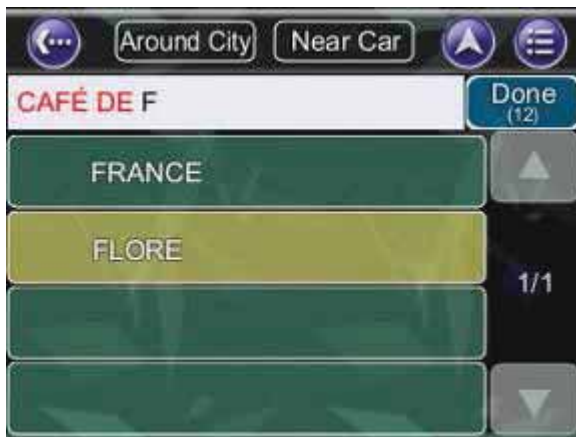 Around City Near Car
CAFÉ DE F Done
(12)
FRANCE
FLORE
1/1